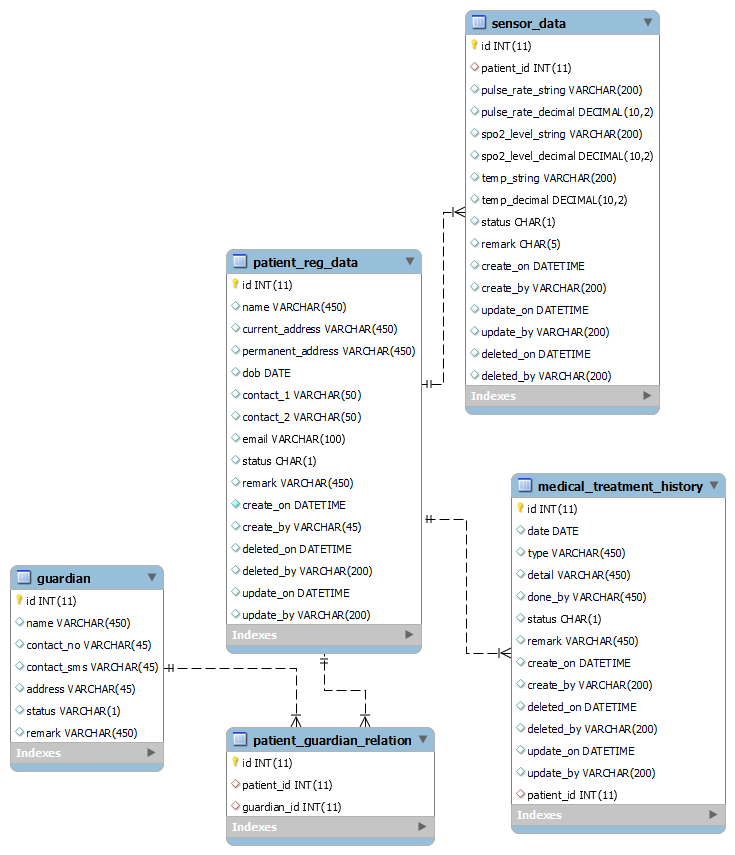 sensor_data
id INT(11)
patient_id INT(11)
pulse_rate_string VARCHAR(200)
pulse_rate_decimal DECIMAL(10,2)
spo2_level_string VARCHAR(200)
spo2_level_decimal DECIMAL(10,2)
temp_string VARCHAR(200)
temp_decimal DECIMAL(10,2)
status CHAR(1)
remark CHAR(5)
create_on DATETIME
create_by VARCHAR(200)
update_on DATETIME
update_by VARCHAR(200)
deleted_on DATETIME
deleted_by VARCHAR(200)
Indexes
patient_reg_data
id INT(11)
name VARCHAR(450)
current_address VARCHAR(450)
permanent_address VARCHAR(450)
dob DATE
contact_1 VARCHAR(50)
contact_2 VARCHAR(50)
email VARCHAR(100)
status CHAR(1)
remark VARCHAR(450)
create_on DATETIME
create_by VARCHAR(45)
deleted_on DATETIME
deleted_by VARCHAR(200)
update_on DATETIME
update_by VARCHAR(200)
Indexes
medical_treatment_history
id INT(11)
date DATE
type VARCHAR(450)
detail VARCHAR(450)
done_by VARCHAR(450)
status CHAR(1)
remark VARCHAR(450)
create_on DATETIME
create_by VARCHAR(200)
deleted_on DATETIME
deleted_by VARCHAR(200)
update_on DATETIME
update_by VARCHAR(200)
patient_id INT(11)
Indexes
guardian
id INT(11)
name VARCHAR(450)
contact_no VARCHAR(45)
contact_sms VARCHAR(45)
address VARCHAR(45)
status VARCHAR(1)
remark VARCHAR(450)
Indexes
patient_guardian_relation
id INT(11)
patient_id INT(11)
guardian_id INT(11)
Indexes